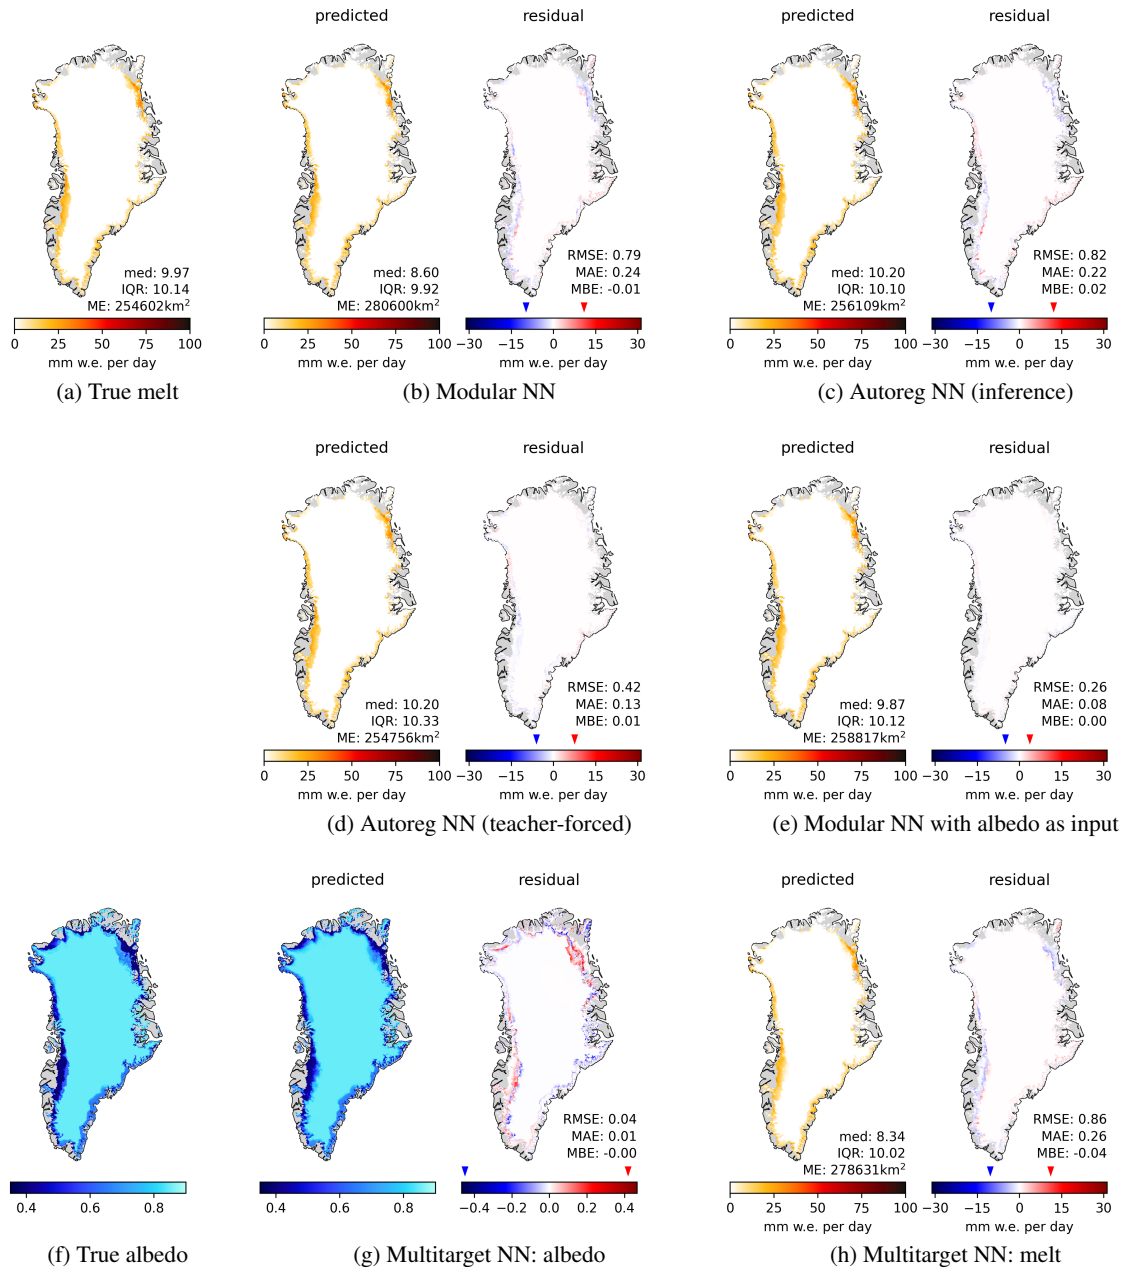 predicted residual predicted residual
med: 9.97
IQR: 10.14
ME: 254602km²
0 25 50 75 100
mm w.e. per day
(a) True melt
med: 8.60
IQR: 9.92
ME: 280600km²
0 25 50 75 100
mm w.e. per day
RMSE: 0.79
MAE: 0.24
MBE: -0.01
−30 −15 0 15 30
mm w.e. per day
(b) Modular NN
med: 10.20
IQR: 10.10
ME: 256109km²
0 25 50 75 100
mm w.e. per day
RMSE: 0.82
MAE: 0.22
MBE: 0.02
−30 −15 0 15 30
mm w.e. per day
(c) Autoreg NN (inference)
predicted residual predicted residual
med: 10.20
IQR: 10.33
ME: 254756km²
0 25 50 75 100
mm w.e. per day
RMSE: 0.42
MAE: 0.13
MBE: 0.01
−30 −15 0 15 30
mm w.e. per day
(d) Autoreg NN (teacher-forced)
med: 9.87
IQR: 10.12
ME: 258817km²
0 25 50 75 100
mm w.e. per day
RMSE: 0.26
MAE: 0.08
MBE: 0.00
−30 −15 0 15 30
mm w.e. per day
(e) Modular NN with albedo as input
predicted residual predicted residual
0.4 0.6 0.8
(f) True albedo
0.4 0.6 0.8
RMSE: 0.04
MAE: 0.01
MBE: -0.00
−0.4 −0.2 0.0 0.2 0.4
(g) Multitarget NN: albedo
med: 8.34
IQR: 10.02
ME: 278631km²
0 25 50 75 100
mm w.e. per day
RMSE: 0.86
MAE: 0.26
MBE: -0.04
−30 −15 0 15 30
mm w.e. per day
(h) Multitarget NN: melt